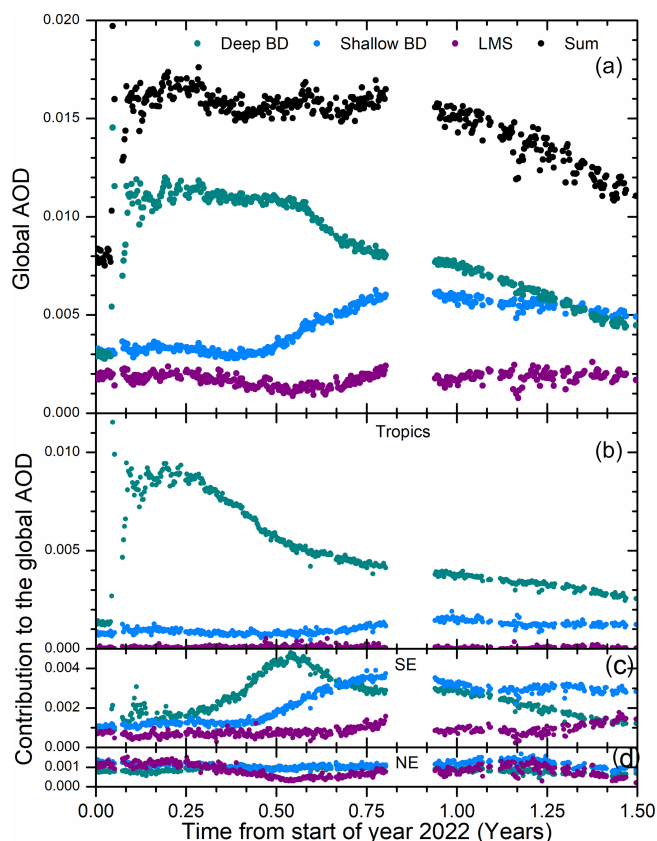 Deep BD Shallow BD LMS Sum
(a)
0.020
0.015
0.010
0.005
0.000
Global AOD
Tropics
(b)
0.010
0.005
0.000
SE
(c)
0.004
0.002
0.000
NE
(d)
0.001
0.000
Contribution to the global AOD
0.00 0.25 0.50 0.75 1.00 1.25 1.50
Time from start of year 2022 (Years)